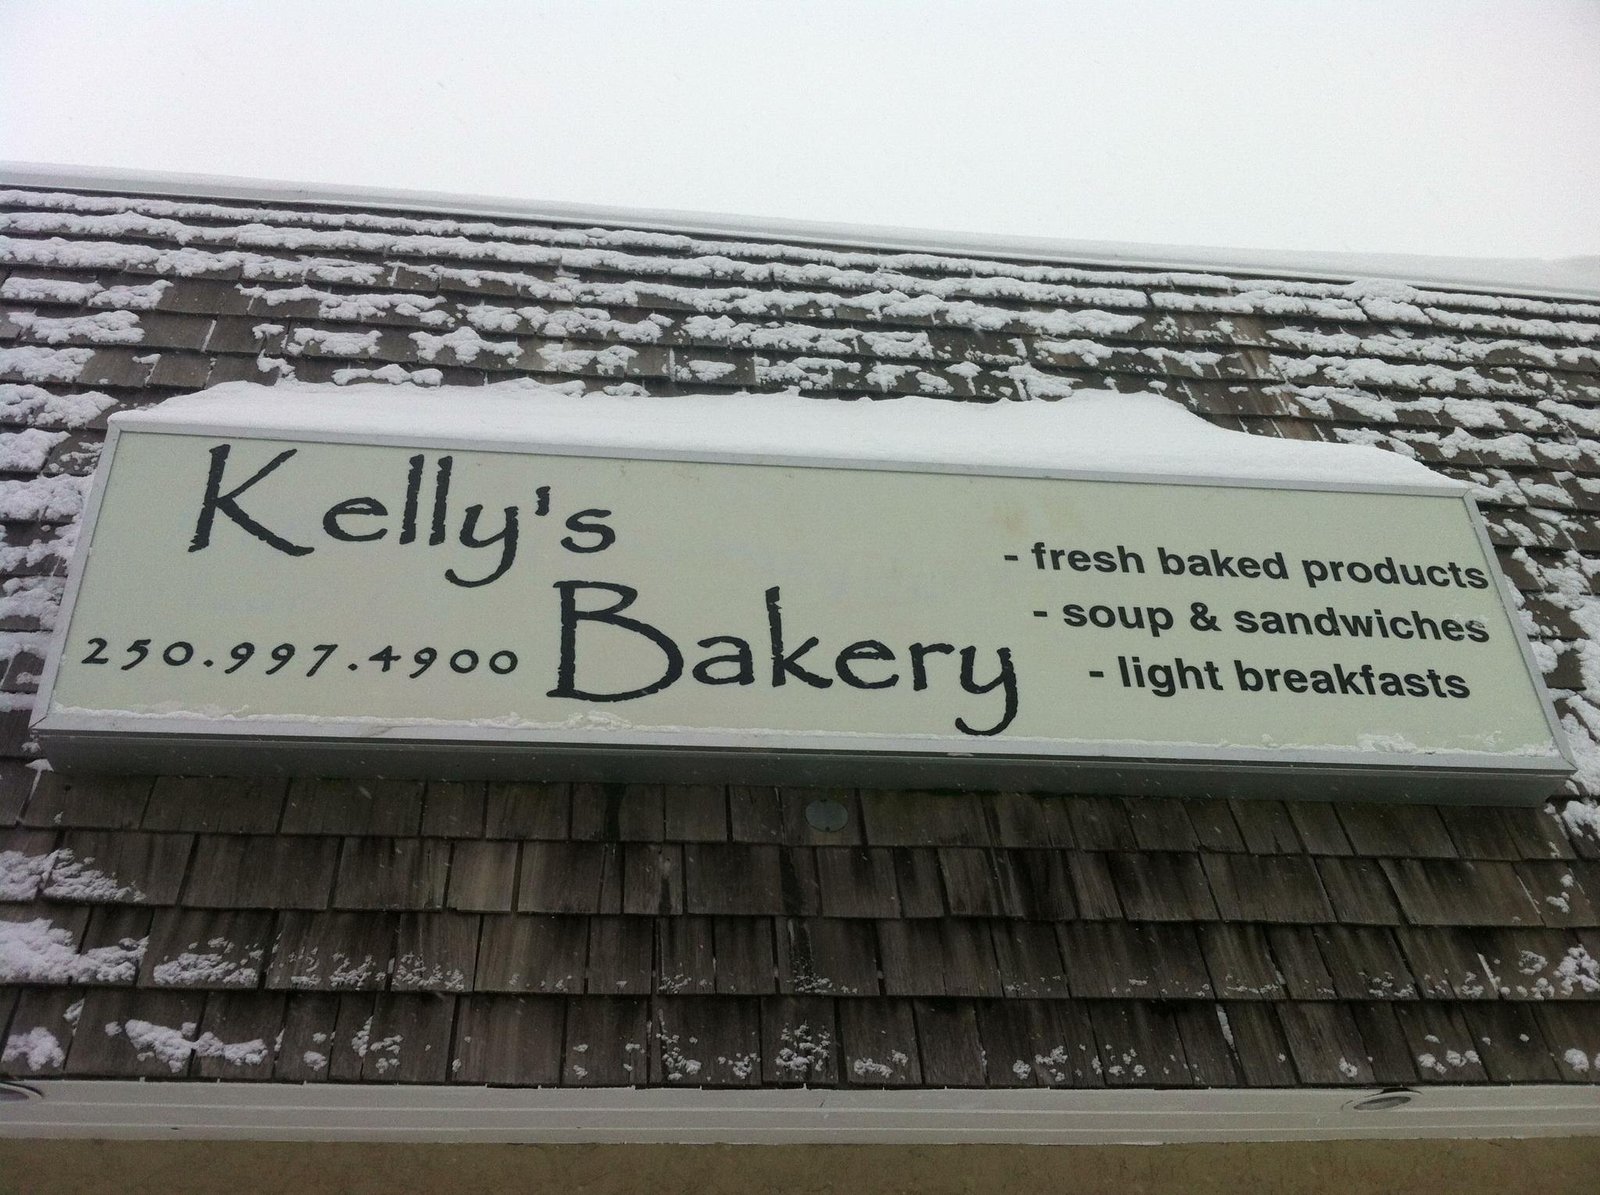 Kelly's
Bakery
250.997.4900
- fresh baked products
- soup & sandwiches
- light breakfasts